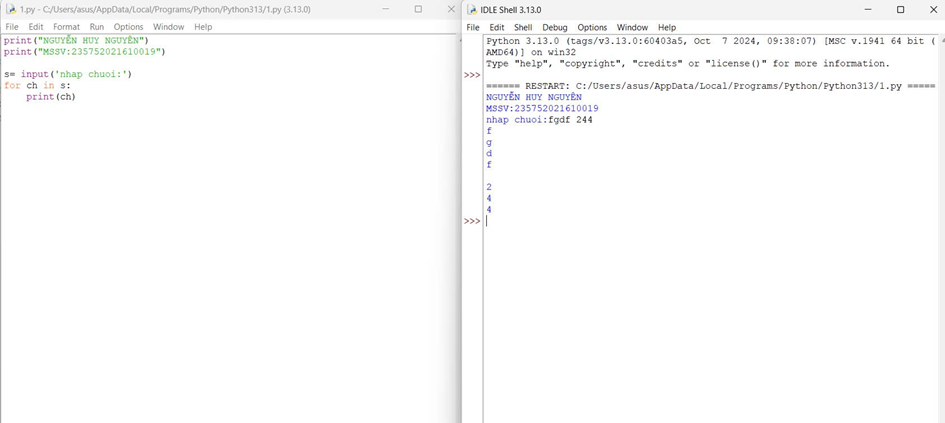 1.py - C:/Users/asus/AppData/Local/Programs/Python/Python313/1.py (3.13.0)
File Edit Format Run Options Window Help
print("NGUYỄN HUY NGUYÊN")
print("MSSV:235752021610019")
s= input('nhap chuoi:')
for ch in s:
    print(ch)
IDLE Shell 3.13.0
File Edit Shell Debug Options Window Help
Python 3.13.0 (tags/v3.13.0:60403a5, Oct  7 2024, 09:38:07) [MSC v.1941 64 bit (
AMD64)] on win32
Type "help", "copyright", "credits" or "license()" for more information.
>>>
====== RESTART: C:/Users/asus/AppData/Local/Programs/Python/Python313/1.py =====
NGUYỄN HUY NGUYÊN
MSSV:235752021610019
nhap chuoi:fgdf 244
f
g
d
f

2
4
4
>>>